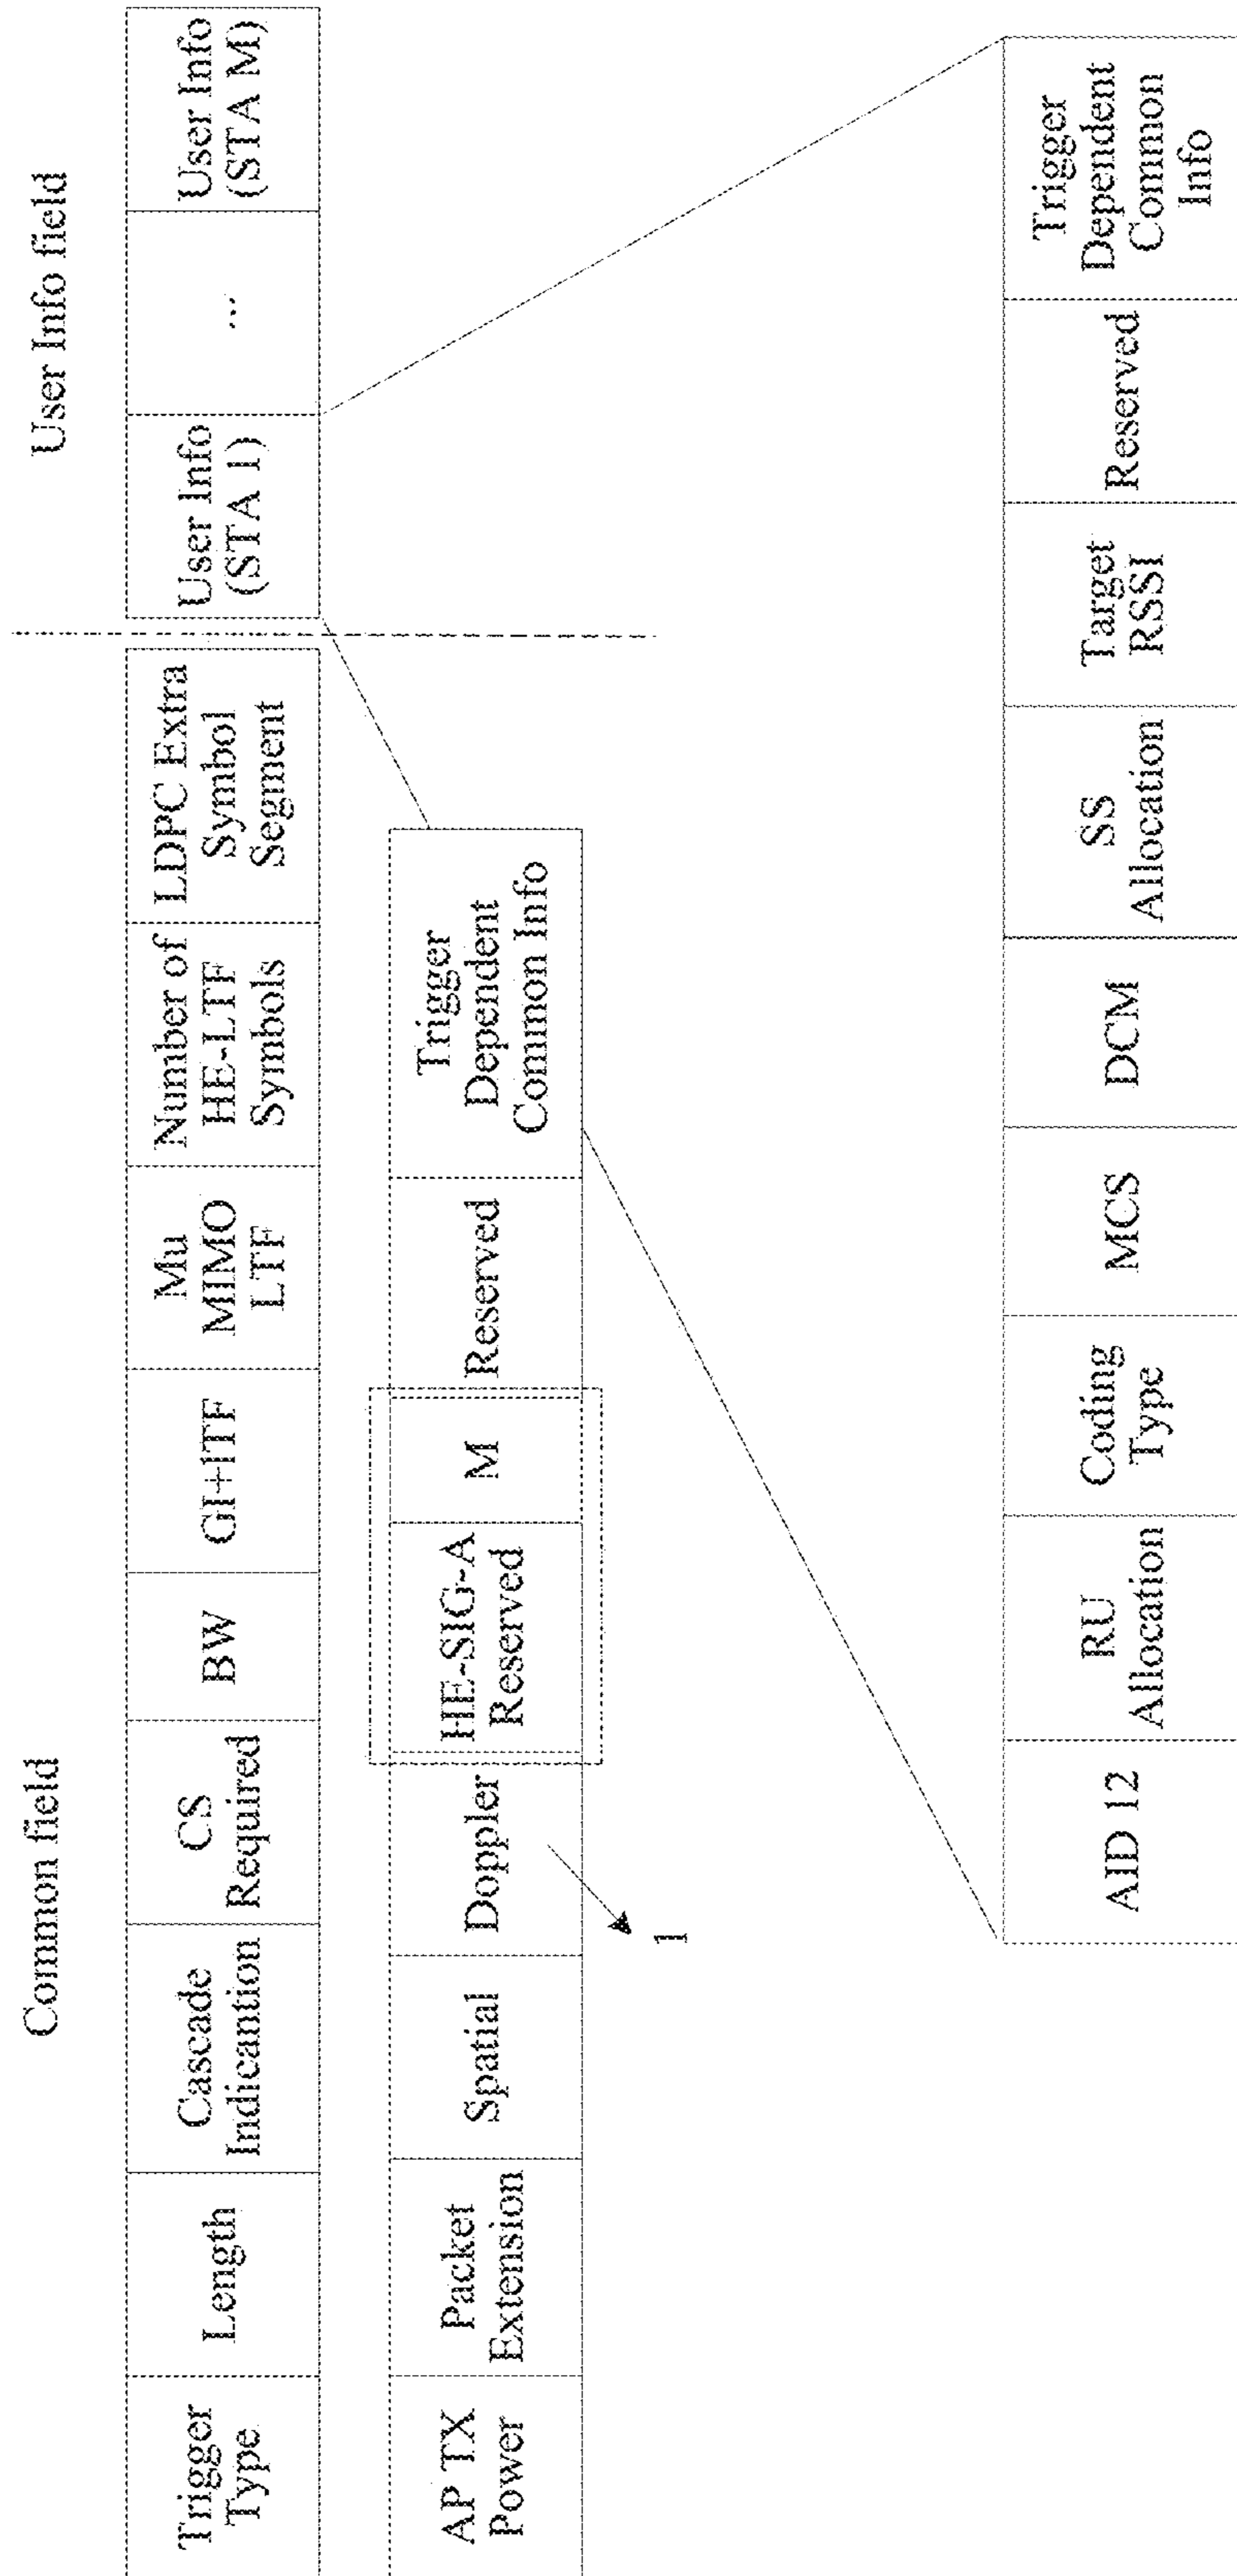 Common field
User Info field
Trigger
Type
Length
Cascade
Indicantion
CS
Required
BW
GI+lTF
Mu
MIMO
LTF
Number of
HE-LTF
Symbols
LDPC Extra
Symbol
Segment
User Info
(STA 1)
...
User Info
(STA M)
AP TX
Power
Packet
Extension
Spatial
Doppler
HE-SIG-A
Reserved
M
Reserved
Trigger
Dependent
Common Info
1
AID 12
RU
Allocation
Coding
Type
MCS
DCM
SS
Allocation
Target
RSSI
Reserved
Trigger
Dependent
Common
Info